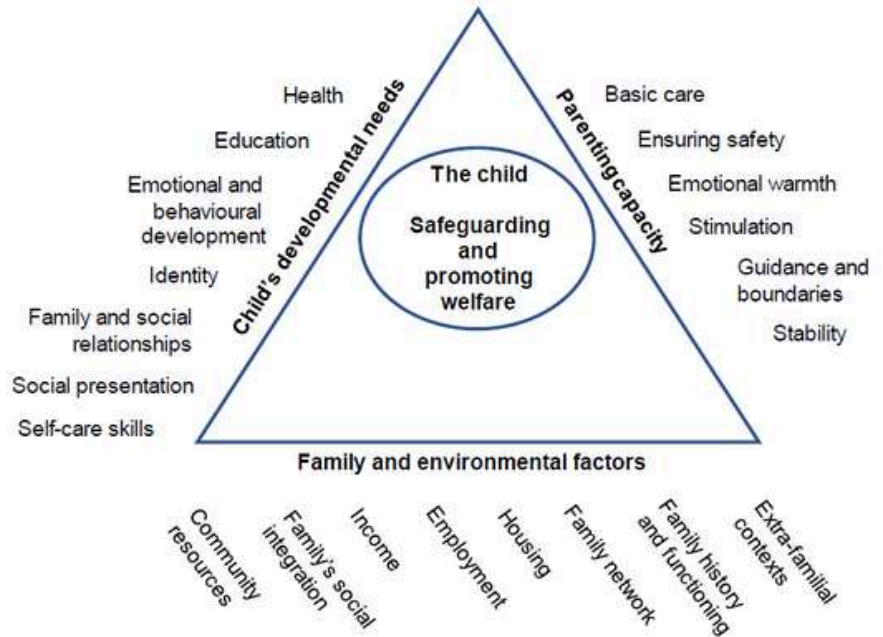 Health
Education
Emotional and
behavioural
development
Identity
Family and social
relationships
Social presentation
Self-care skills
Child's developmental needs
The child
Safeguarding
and
promoting
welfare
Parenting capacity
Basic care
Ensuring safety
Emotional warmth
Stimulation
Guidance and
boundaries
Stability
Family and environmental factors
Community
resources
Family's social
integration
Income
Employment
Housing
Family network
Family history
and functioning
Extra-familial
contexts